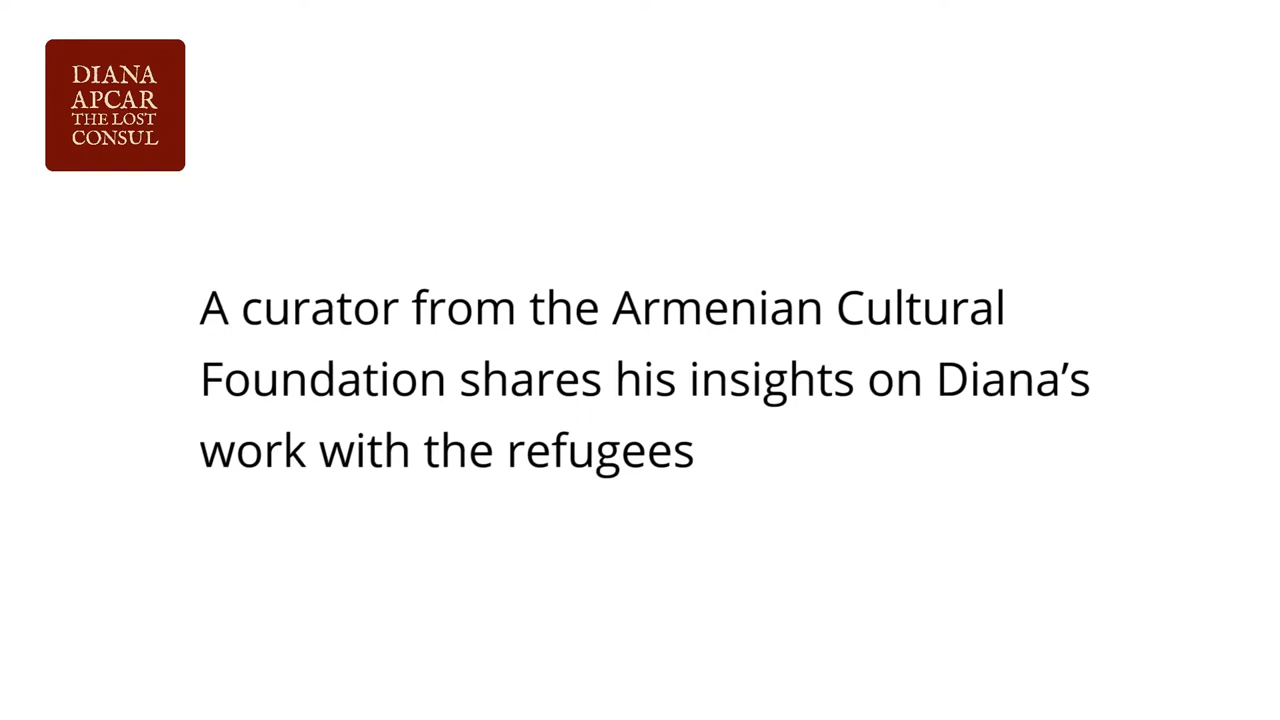 DIANA
APCAR
THE LOST
CONSUL
A curator from the Armenian Cultural
Foundation shares his insights on Diana’s
work with the refugees